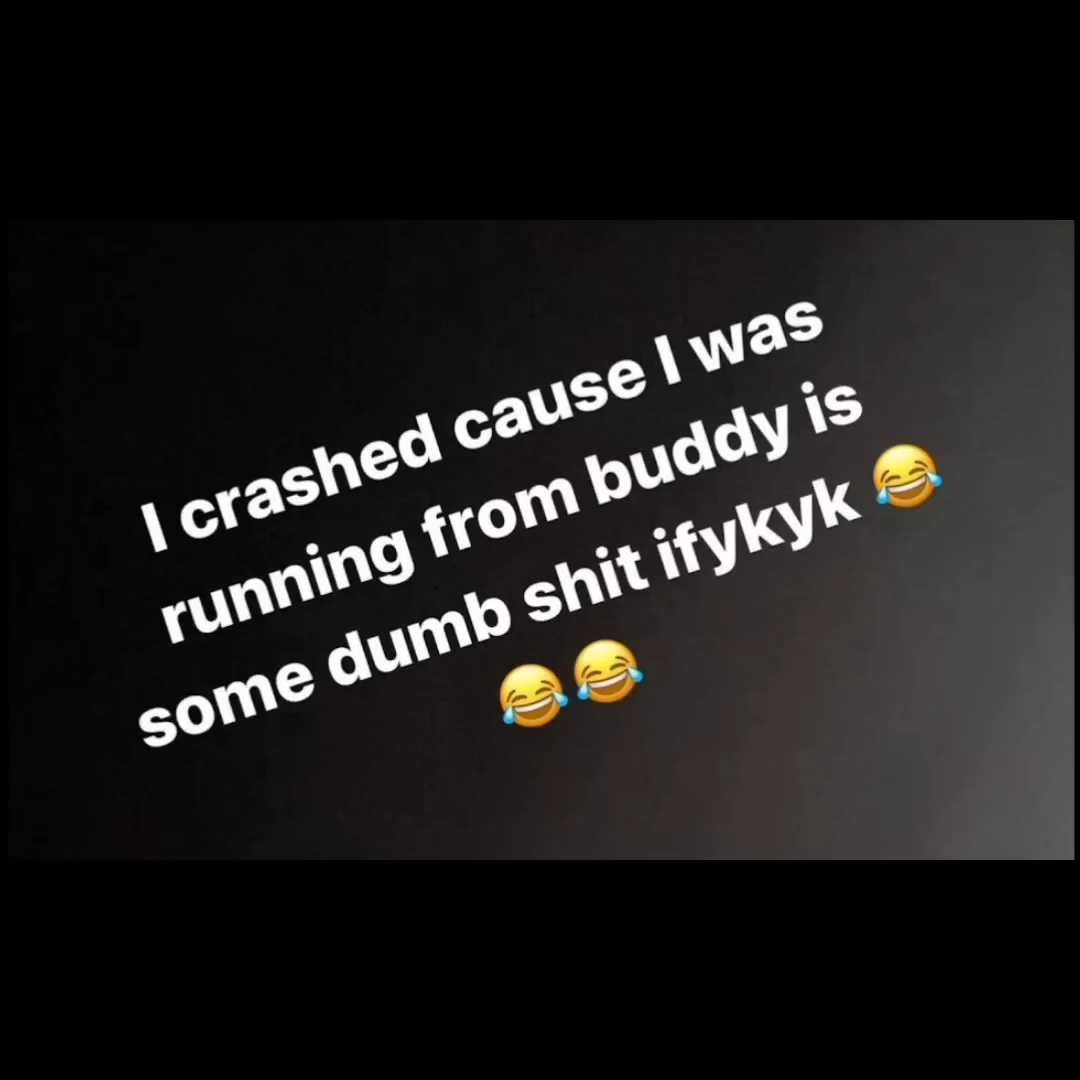 I crashed cause I was
running from buddy is
some dumb shit ifykyk 😂
😂😂